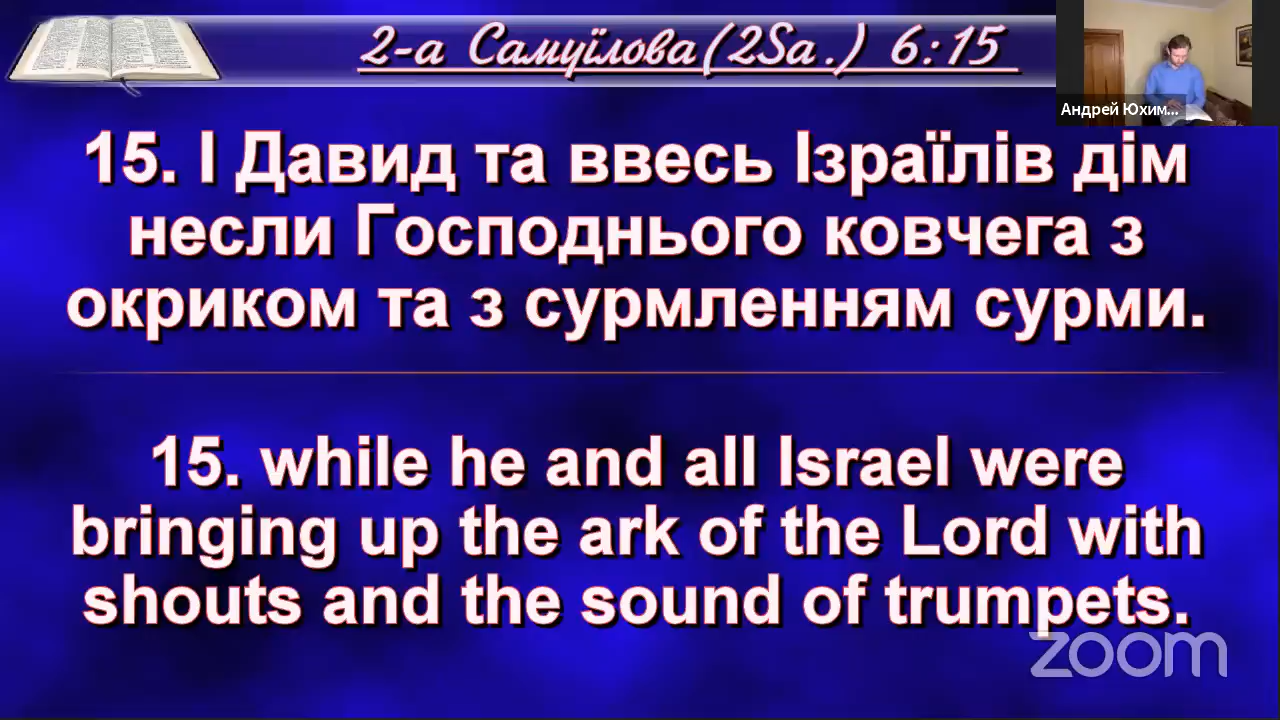 2-а Самуїлова(2Sa.) 6:15
Андрей Юхим...
15. І Давид та ввесь Ізраїлів дім
несли Господнього ковчега з
окриком та з сурмленням сурми.
15. while he and all Israel were
bringing up the ark of the Lord with
shouts and the sound of trumpets.
zoom